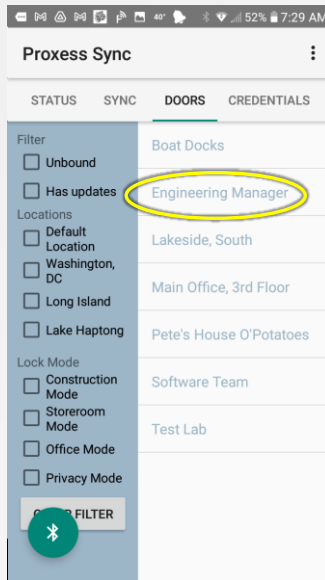 40°
52%
7:29 AM
Proxess Sync
STATUS SYNC DOORS CREDENTIALS
Filter
Unbound
Has updates
Locations
Default
Location
Washington,
DC
Long Island
Lake Haptong
Lock Mode
Construction
Mode
Storeroom
Mode
Office Mode
Privacy Mode
FILTER
Boat Docks
Engineering Manager
Lakeside, South
Main Office, 3rd Floor
Pete's House O'Potatoes
Software Team
Test Lab